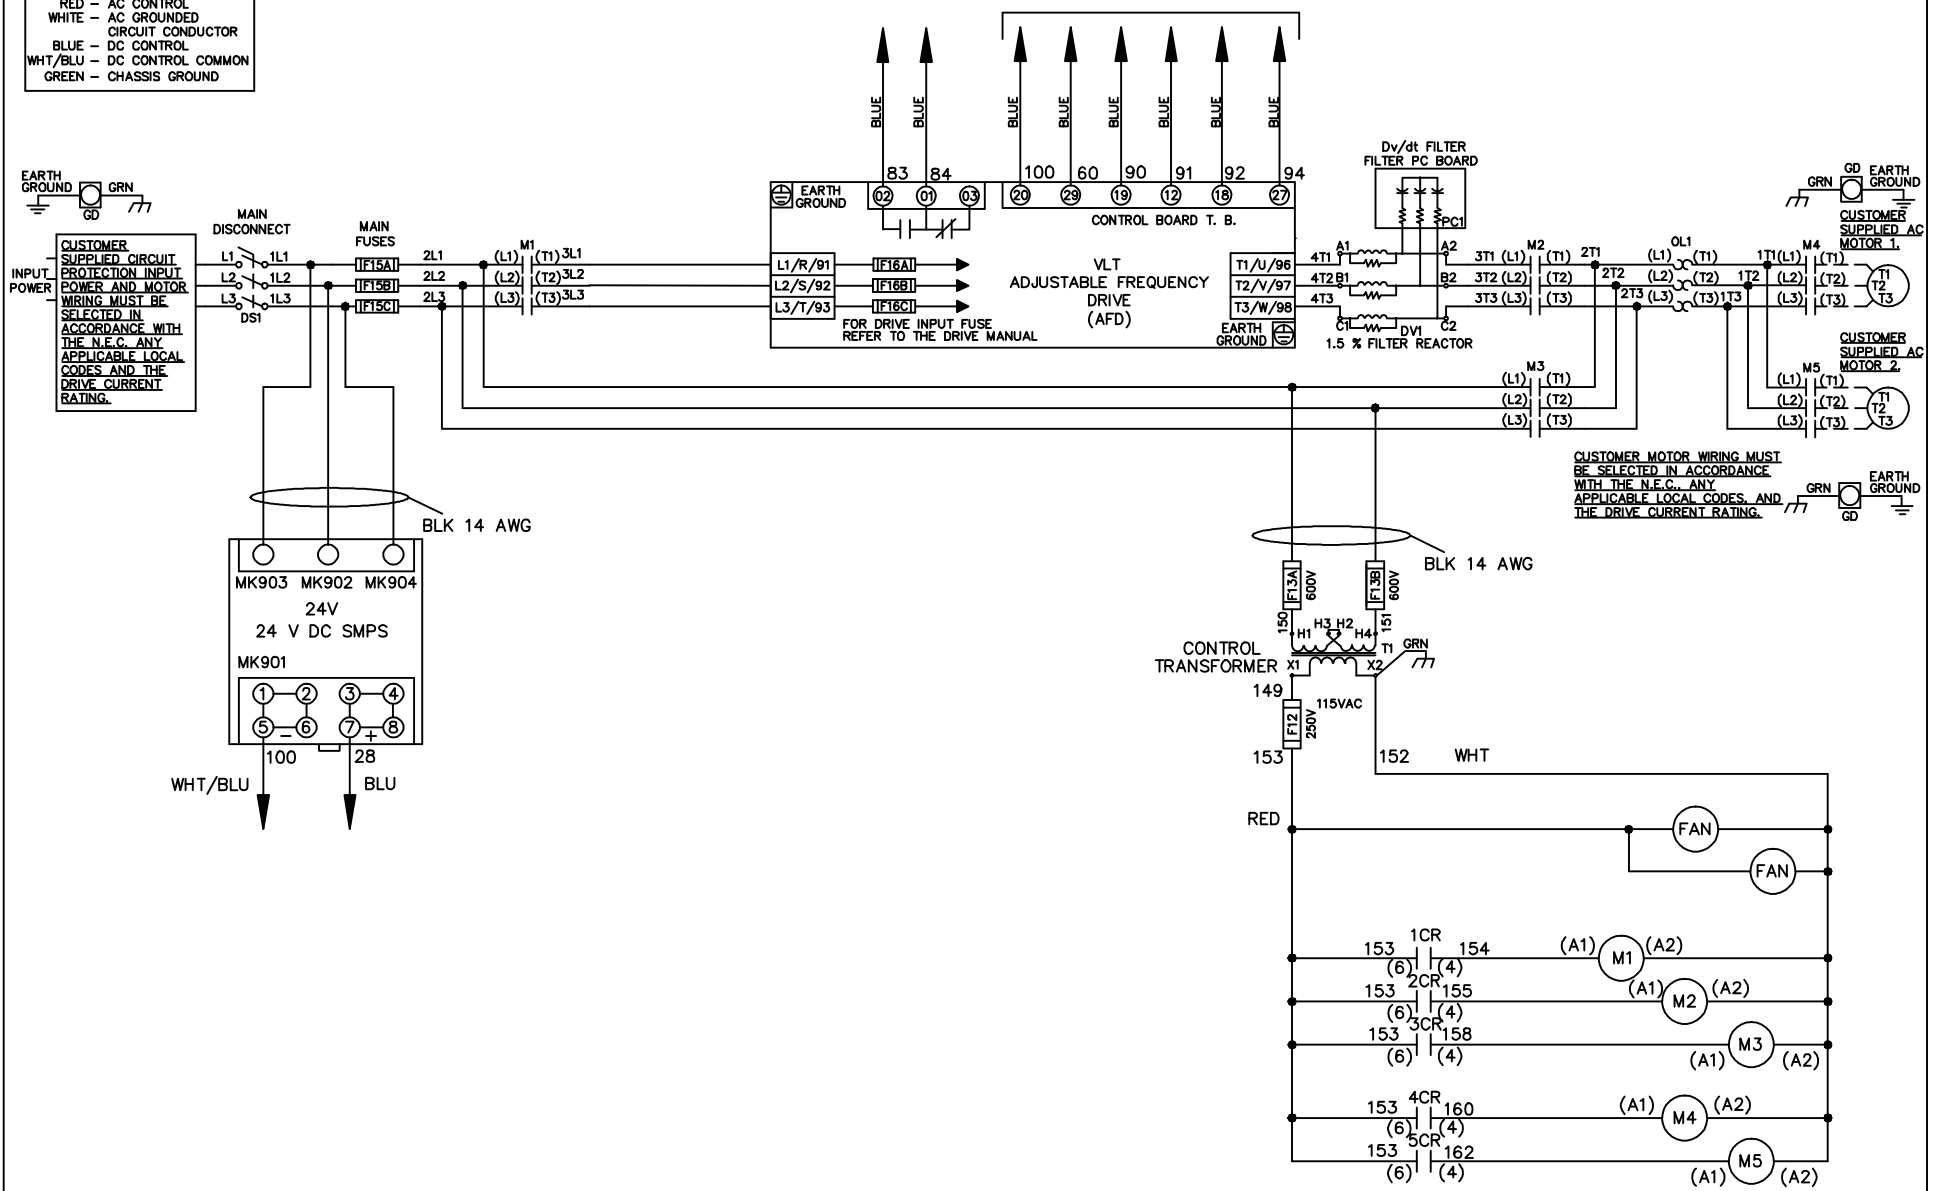 RED – AC CONTROL
WHITE – AC GROUNDED
CIRCUIT CONDUCTOR
BLUE – DC CONTROL
WHT/BLU – DC CONTROL COMMON
GREEN – CHASSIS GROUND
BLUE
BLUE
BLUE
BLUE
BLUE
BLUE
BLUE
BLUE
83
84
100
60
90
91
92
94
EARTH
GROUND
GRN
GD
MAIN
DISCONNECT
MAIN
FUSES
CUSTOMER
SUPPLIED CIRCUIT
PROTECTION INPUT
POWER AND MOTOR
WIRING MUST BE
SELECTED IN
ACCORDANCE WITH
THE N.E.C. ANY
APPLICABLE LOCAL
CODES AND THE
DRIVE CURRENT
RATING.
INPUT
POWER
L1
1L1
L2
1L2
L3
1L3
DS1
F15A
F15B
F15C
2L1
2L2
2L3
M1
(L1) (T1) 3L1
(L2) (T2) 3L2
(L3) (T3) 3L3
EARTH
GROUND
02
01
03
20
29
19
12
18
27
CONTROL BOARD T. B.
L1/R/91
L2/S/92
L3/T/93
F16A
F16B
F16C
FOR DRIVE INPUT FUSE
REFER TO THE DRIVE MANUAL
VLT
ADJUSTABLE FREQUENCY
DRIVE
(AFD)
T1/U/96
T2/V/97
T3/W/98
EARTH
GROUND
Dv/dt FILTER
FILTER PC BOARD
PC1
4T1
A1
A2
4T2
B1
B2
4T3
C1
C2
DV1
1.5 % FILTER REACTOR
M2
3T1 (L1) (T1) 2T1
3T2 (L2) (T2) 2T2
3T3 (L3) (T3) 2T3
OL1
(L1) (T1) 1T1
(L2) (T2) 1T2
(L3) (T3) 1T3
M4
(L1) (T1)
(L2) (T2)
(L3) (T3)
T1
T2
T3
GD
GRN
EARTH
GROUND
CUSTOMER
SUPPLIED AC
MOTOR 1.
CUSTOMER
SUPPLIED AC
MOTOR 2.
M3
(L1) (T1)
(L2) (T2)
(L3) (T3)
M5
(L1) (T1)
(L2) (T2)
(L3) (T3)
T1
T2
T3
CUSTOMER MOTOR WIRING MUST
BE SELECTED IN ACCORDANCE
WITH THE N.E.C., ANY
APPLICABLE LOCAL CODES, AND
THE DRIVE CURRENT RATING.
GRN
EARTH
GROUND
GD
BLK 14 AWG
MK903 MK902 MK904
24V
24 V DC SMPS
MK901
1
2
3
4
5
6
7
8
–
+
100
28
WHT/BLU
BLU
BLK 14 AWG
F13A
600V
F13B
600V
150
151
H1
H3 H2
H4
T1
GRN
CONTROL
TRANSFORMER
X1
X2
149
115VAC
F12
250V
153
152
WHT
RED
FAN
FAN
1CR
153
154
(6) (4)
(A1) M1 (A2)
2CR
153
155
(6) (4)
(A1) M2 (A2)
3CR
153
158
(6) (4)
(A1) M3 (A2)
4CR
153
160
(6) (4)
(A1) M4 (A2)
5CR
153
162
(6) (4)
(A1) M5 (A2)